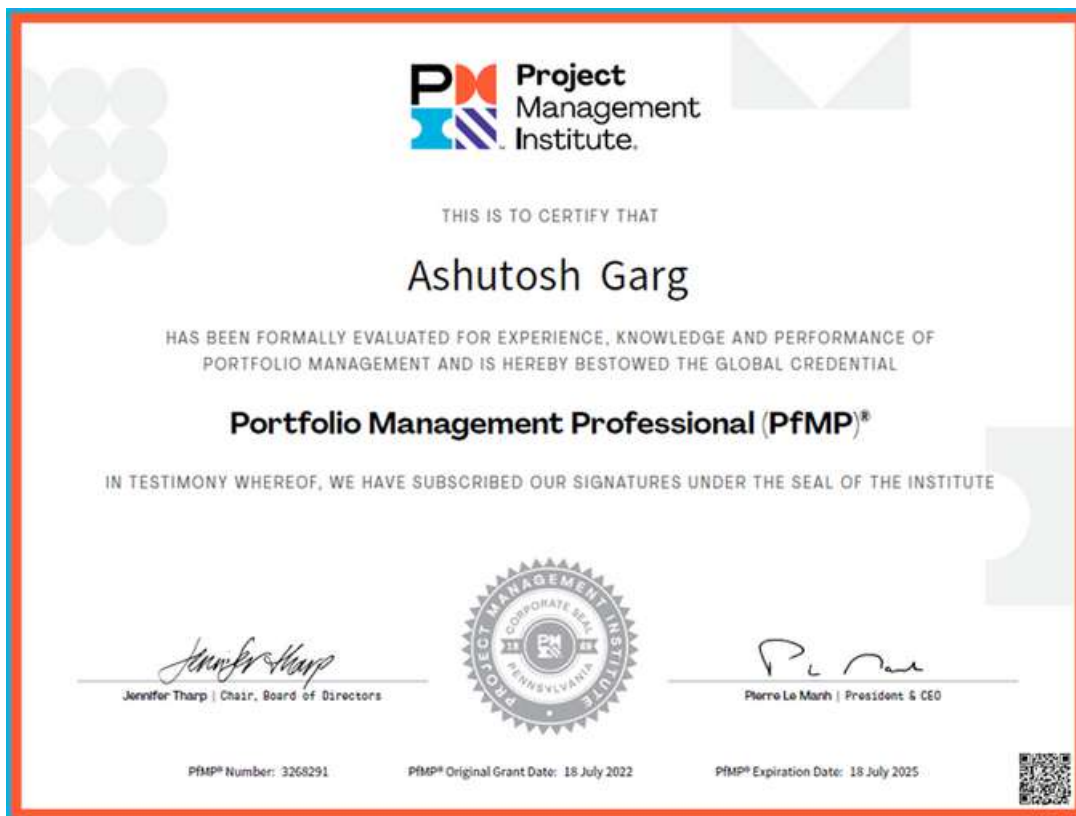 PM
Project
Management
Institute.
THIS IS TO CERTIFY THAT
Ashutosh Garg
HAS BEEN FORMALLY EVALUATED FOR EXPERIENCE, KNOWLEDGE AND PERFORMANCE OF
PORTFOLIO MANAGEMENT AND IS HEREBY BESTOWED THE GLOBAL CREDENTIAL
Portfolio Management Professional (PfMP)®
IN TESTIMONY WHEREOF, WE HAVE SUBSCRIBED OUR SIGNATURES UNDER THE SEAL OF THE INSTITUTE
PROJECT MANAGEMENT INSTITUTE
CORPORATE SEAL
PENNSYLVANIA
Jennifer Tharp
Jennifer Tharp | Chair, Board of Directors
Pierre Le Manh | President & CEO
PfMP® Number: 3268291
PfMP® Original Grant Date: 18 July 2022
PfMP® Expiration Date: 18 July 2025